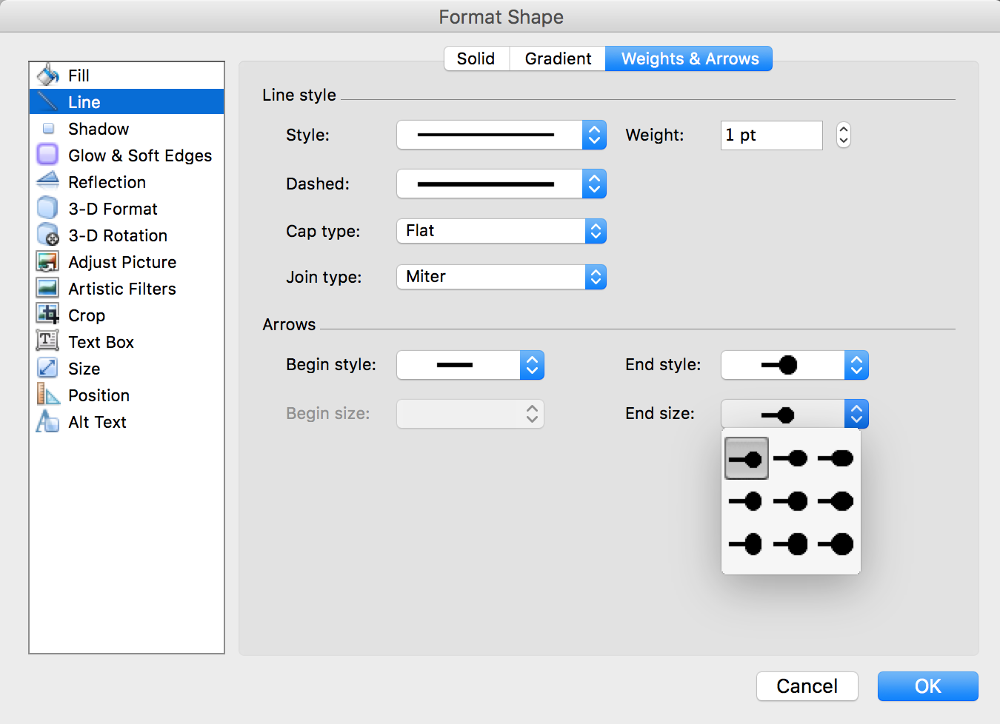 Format Shape
Solid Gradient Weights & Arrows
Fill
Line
Shadow
Glow & Soft Edges
Reflection
3-D Format
3-D Rotation
Adjust Picture
Artistic Filters
Crop
Text Box
Size
Position
Alt Text
Line style
Style: Weight: 1 pt
Dashed:
Cap type: Flat
Join type: Miter
Arrows
Begin style: End style:
Begin size: End size:
Cancel OK